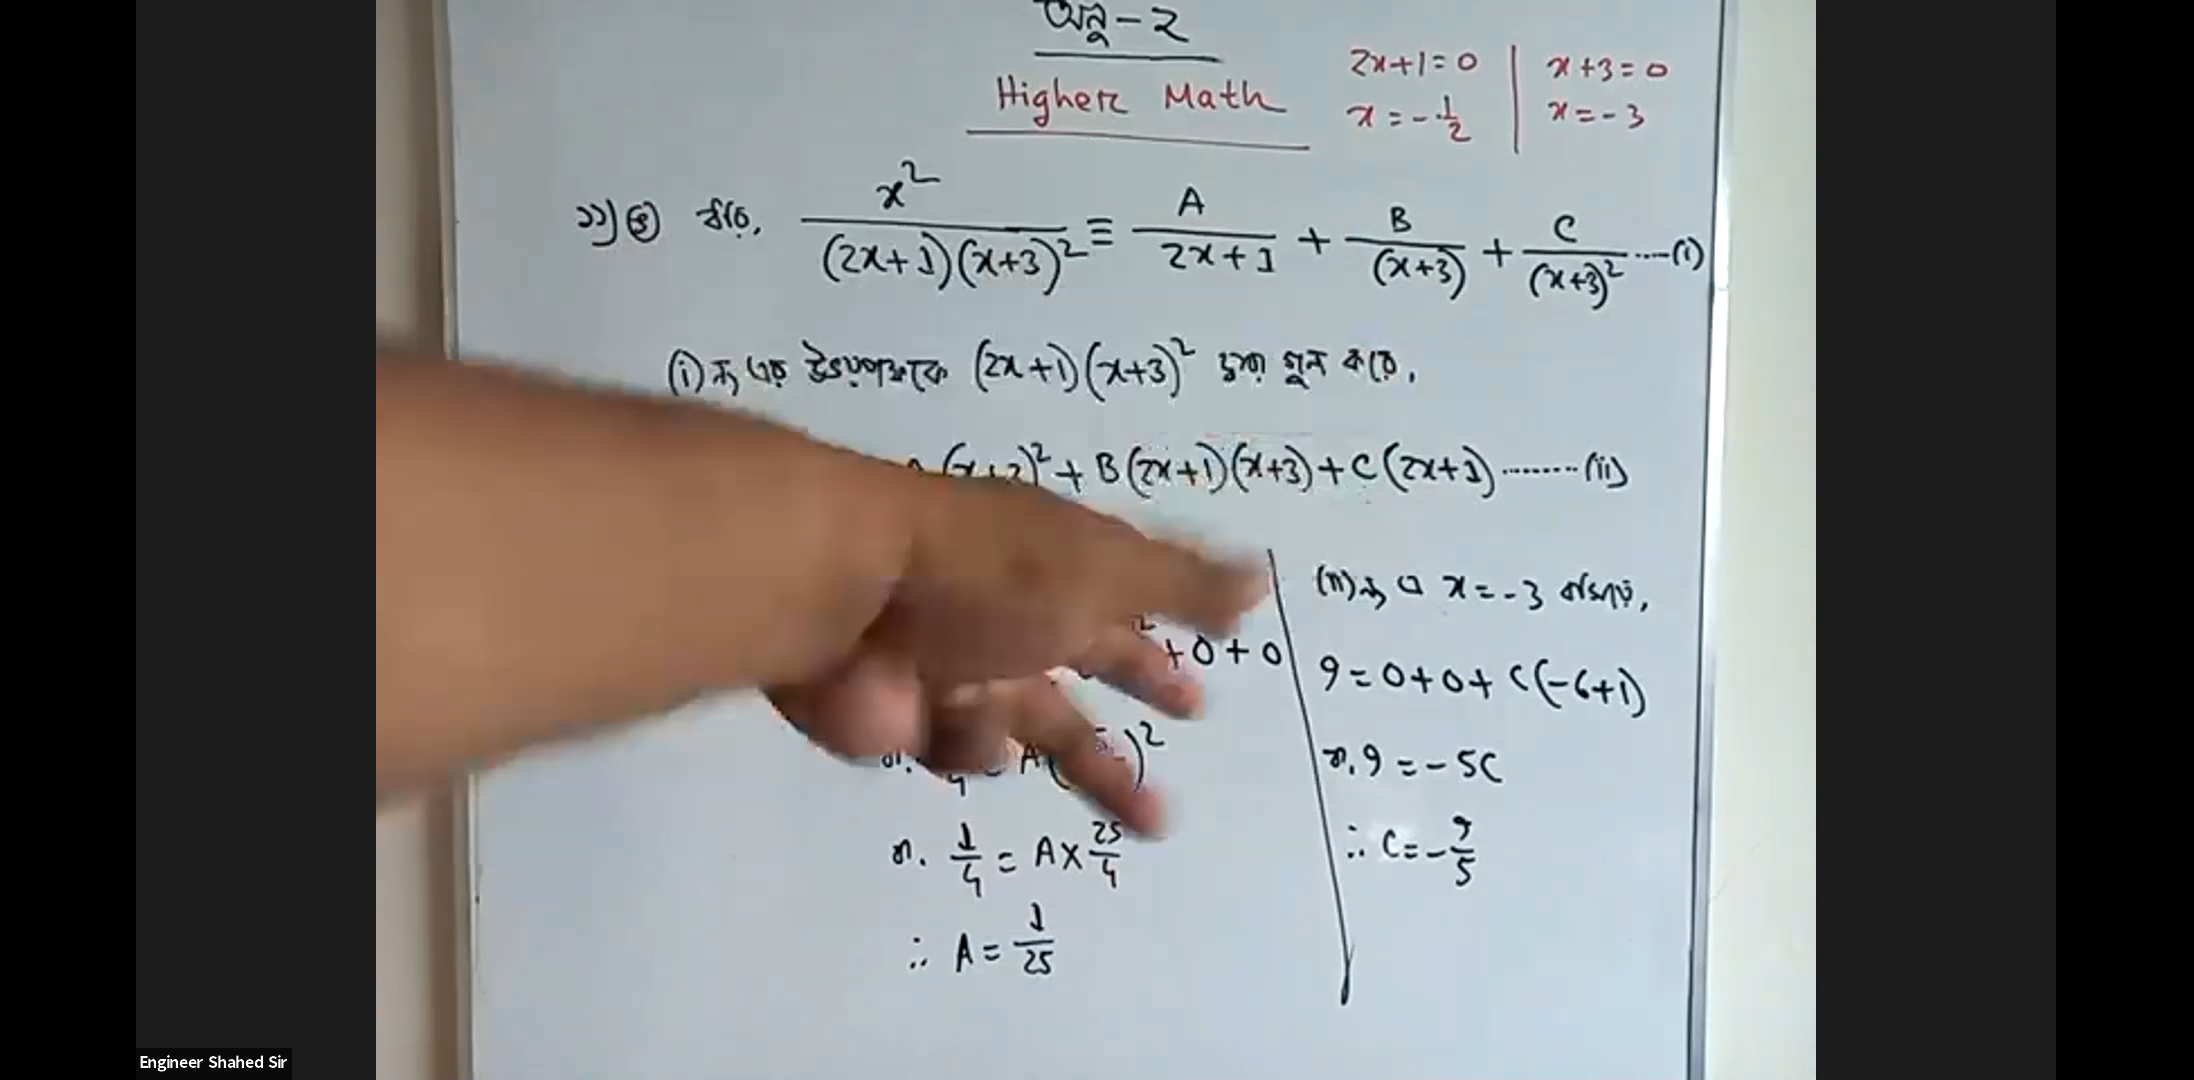 অনু-২
Higher Math
2x+1=0 | x+3=0
x=-1/2 | x=-3
১১) ধরি, x²/((2x+1)(x+3)²) ≡ A/(2x+1) + B/(x+3) + C/(x+3)² ....(i)
(i) নং এর উভয়পক্ষকে (2x+1)(x+3)² দ্বারা গুন করে,
(x+3)² + B(2x+1)(x+3) + C(2x+1) ........(ii)
(ii) নং এ x=-3 বসিয়ে,
+0+0
9=0+0+C(-6+1)
A( )²
বা, 9=-5C
বা, 1/4 = A× 25/4
∴ C=-9/5
∴ A= 1/25
Engineer Shahed Sir